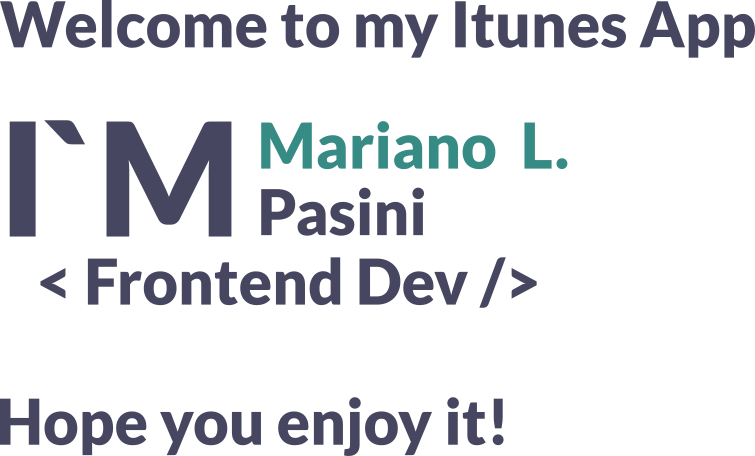 Welcome to my Itunes App
I`M Mariano L.
Pasini
< Frontend Dev />
Hope you enjoy it!